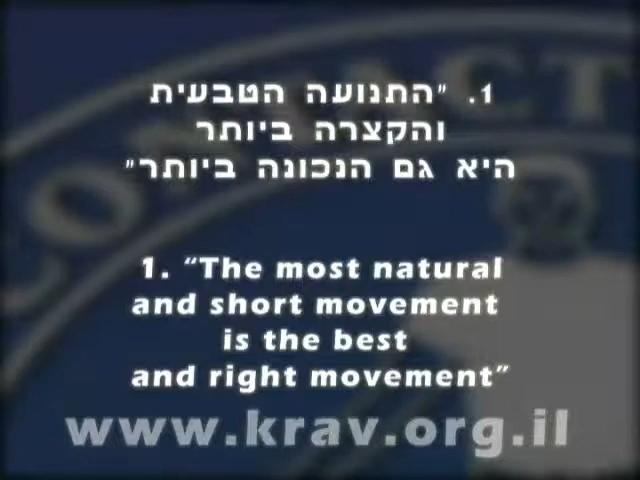 1. "התנועה הטבעית
והקצרה ביותר
היא גם הנכונה ביותר"
1. “The most natural
and short movement
is the best
and right movement”
www.krav.org.il
CONTACT